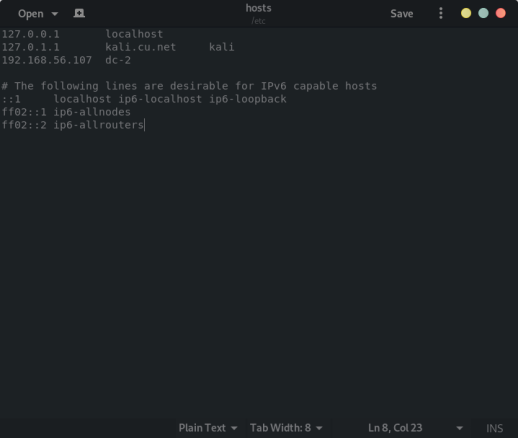 Open
hosts
/etc
Save
127.0.0.1 localhost
127.0.1.1 kali.cu.net kali
192.168.56.107 dc-2
# The following lines are desirable for IPv6 capable hosts
::1 localhost ip6-localhost ip6-loopback
ff02::1 ip6-allnodes
ff02::2 ip6-allrouters
Plain Text Tab Width: 8 Ln 8, Col 23 INS